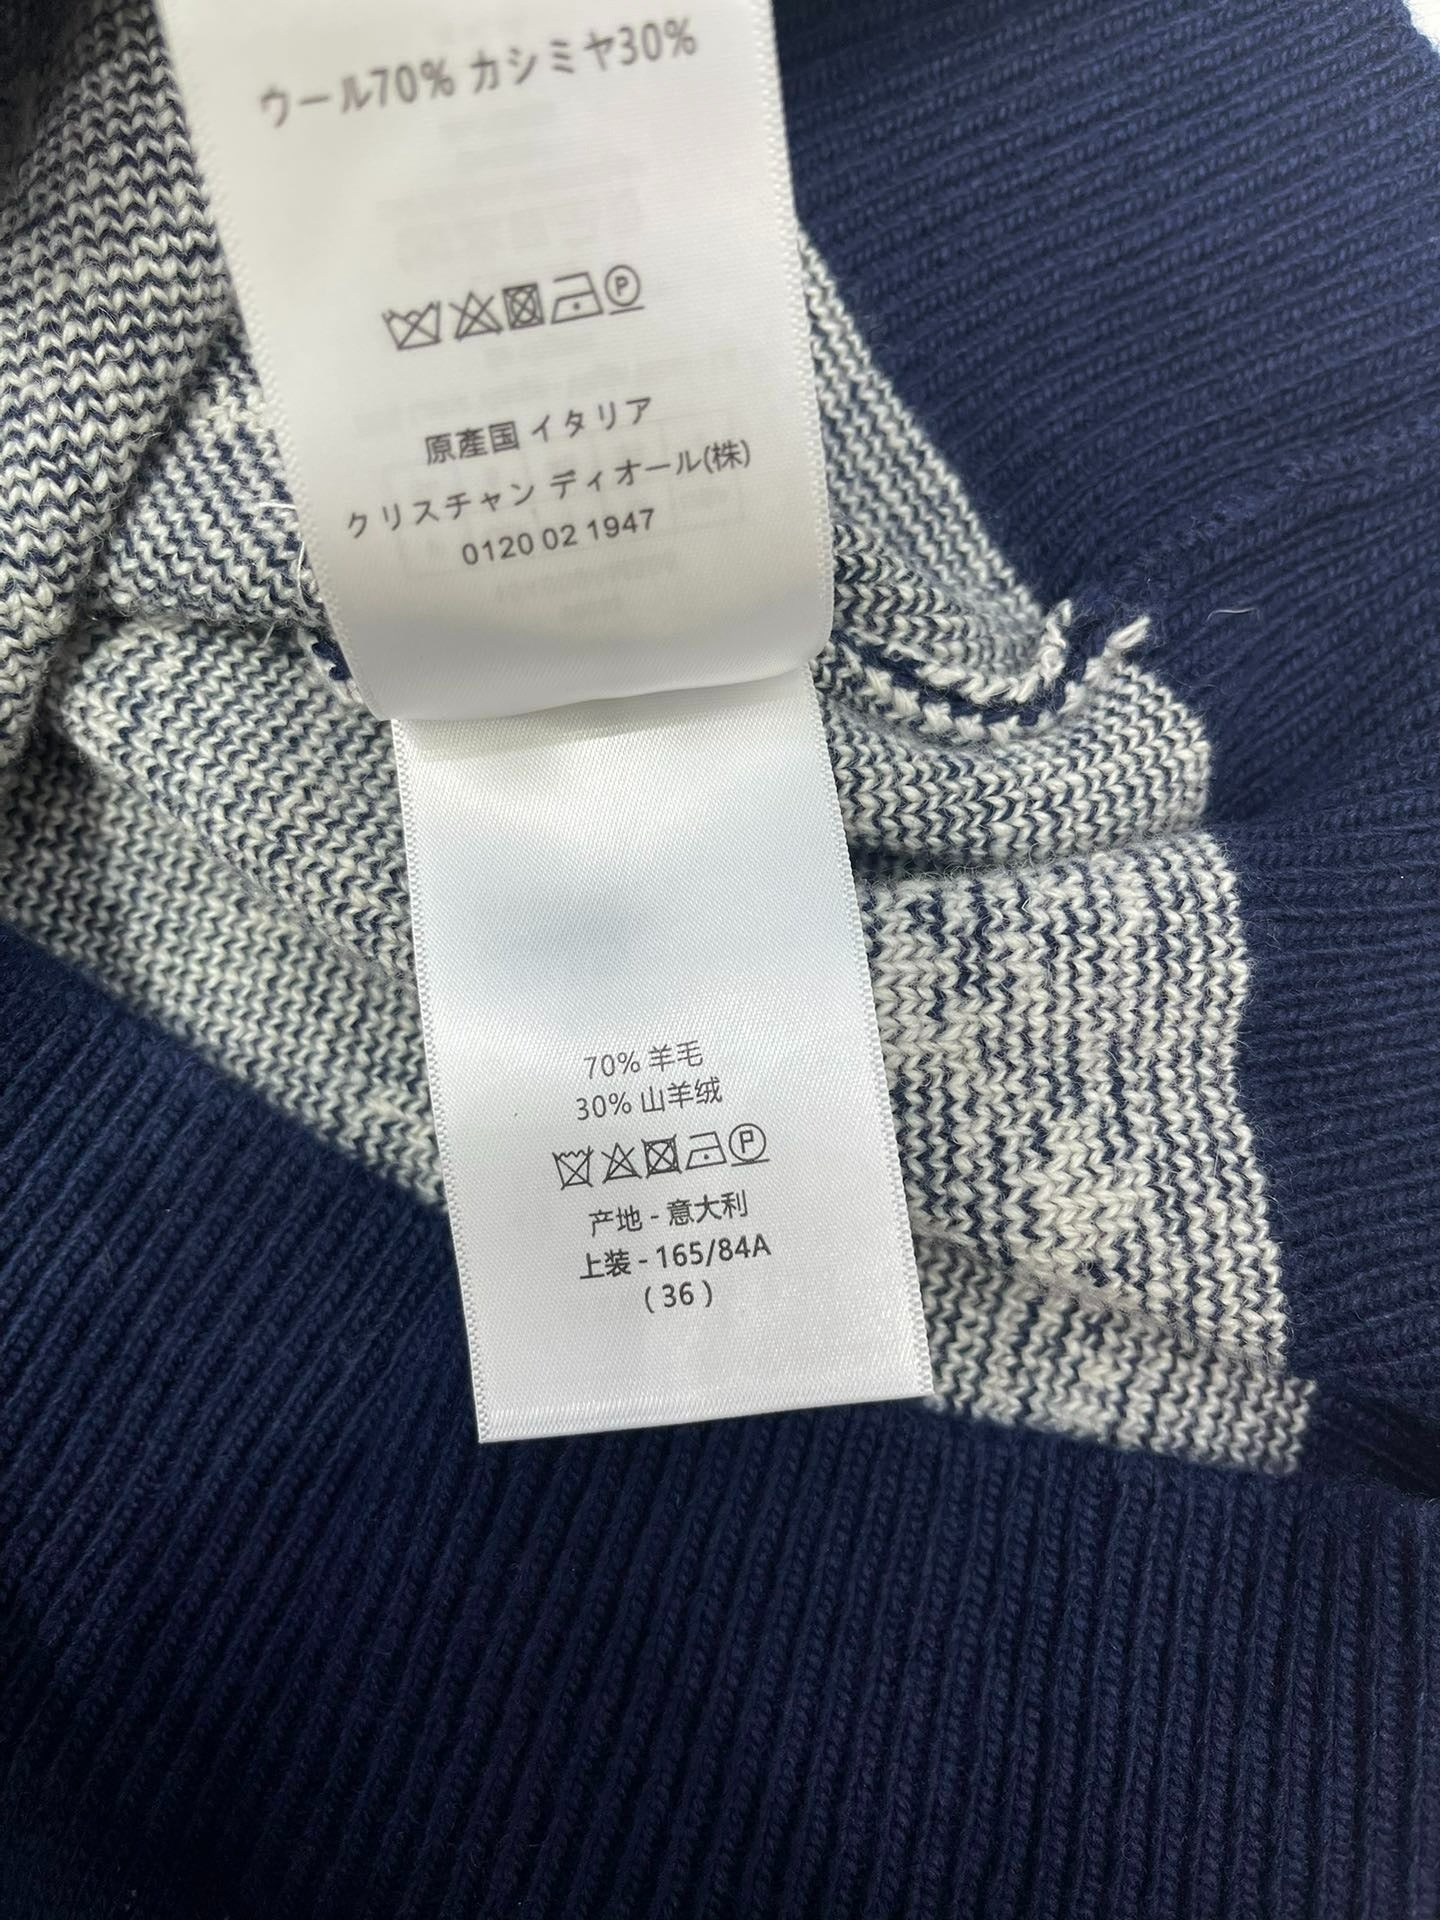 ウール70% カシミヤ30%
原産国 イタリア
クリスチャン ディオール(株)
0120 02 1947
70% 羊毛
30% 山羊绒
P
产地 - 意大利
上装 - 165/84A
( 36 )